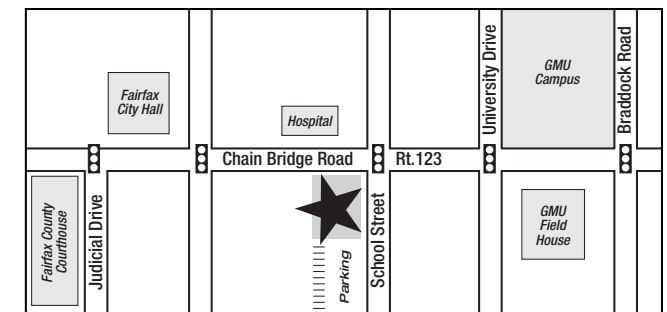 Fairfax
City Hall
Hospital
University Drive
GMU
Campus
Braddock Road
Chain Bridge Road
Rt.123
Fairfax County
Courthouse
Judicial Drive
Parking
School Street
GMU
Field
House